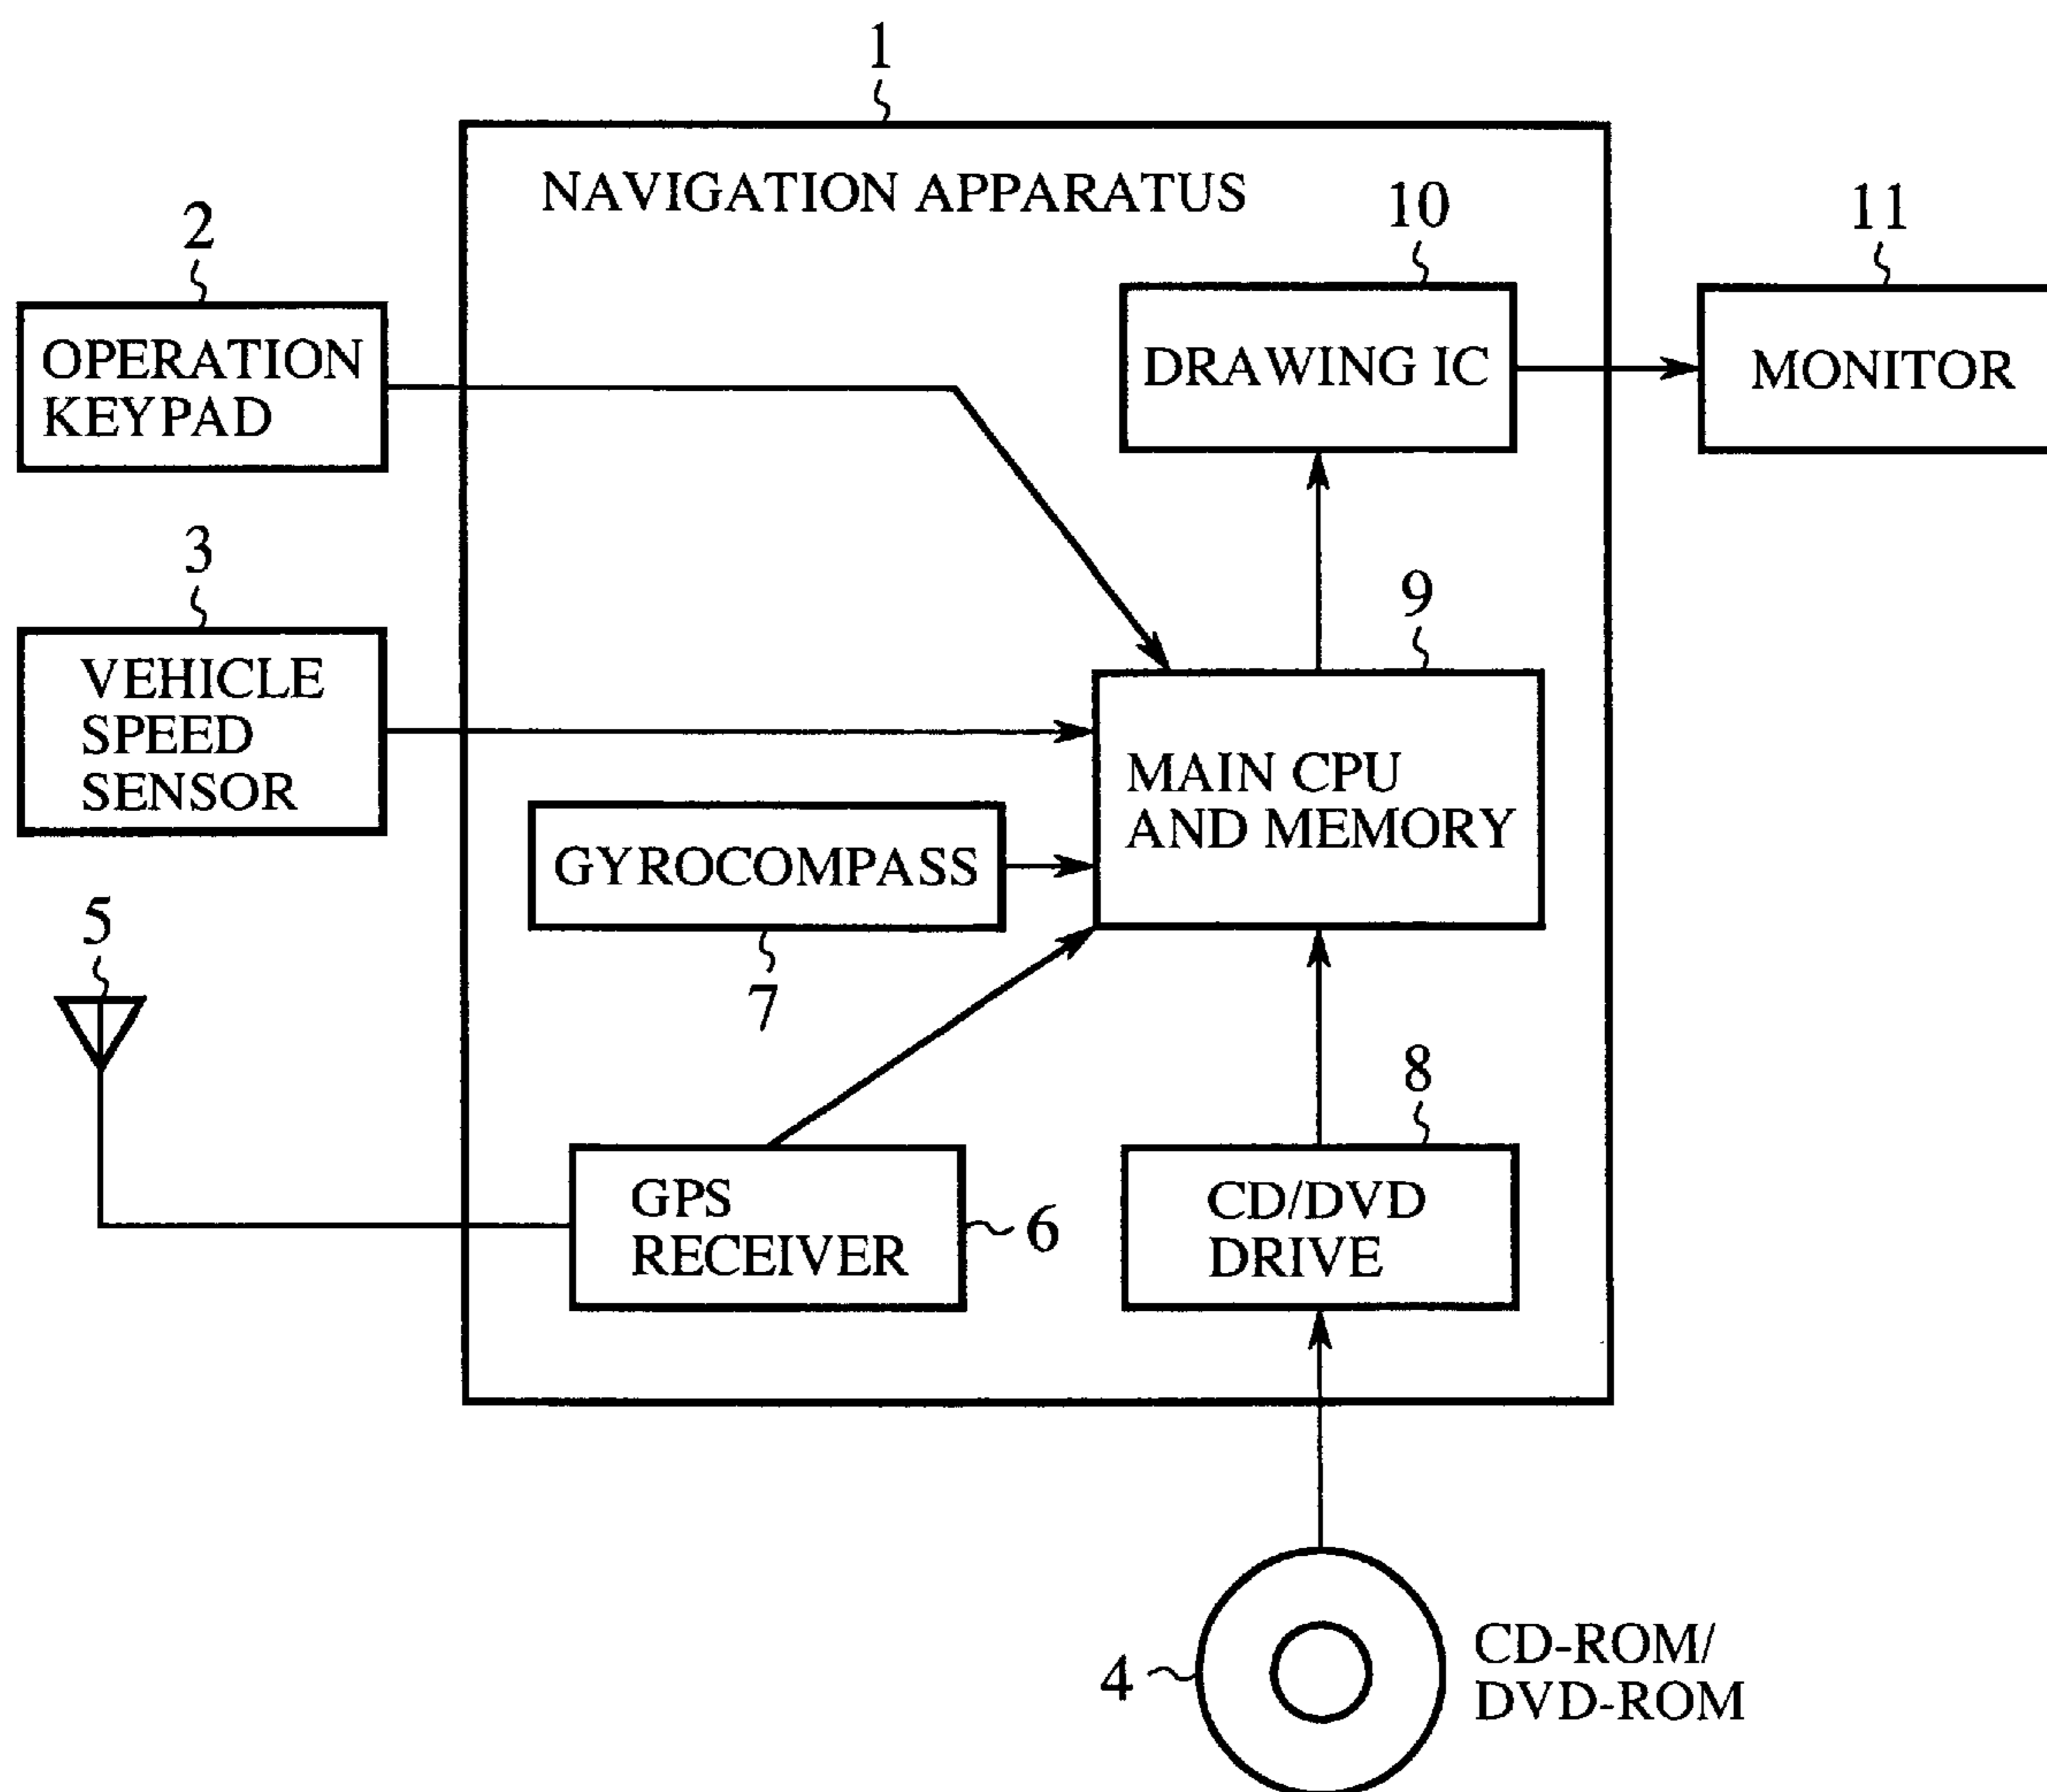 1
NAVIGATION APPARATUS
2
OPERATION
KEYPAD
10
DRAWING IC
11
MONITOR
3
VEHICLE
SPEED
SENSOR
9
MAIN CPU
AND MEMORY
GYROCOMPASS
7
5
GPS
RECEIVER
6
8
CD/DVD
DRIVE
4
CD-ROM/
DVD-ROM